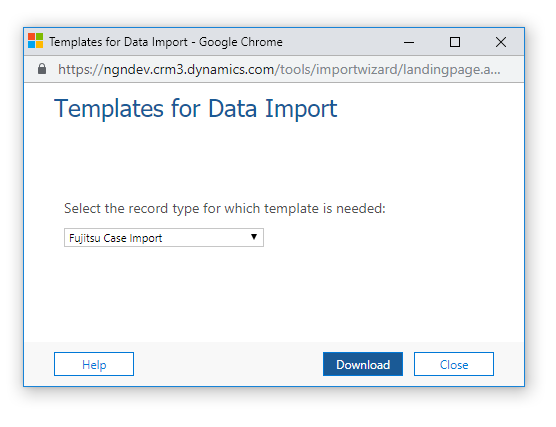 Templates for Data Import - Google Chrome
https://ngndev.crm3.dynamics.com/tools/importwizard/landingpage.a...
Templates for Data Import
Select the record type for which template is needed:
Fujitsu Case Import
Help Download Close